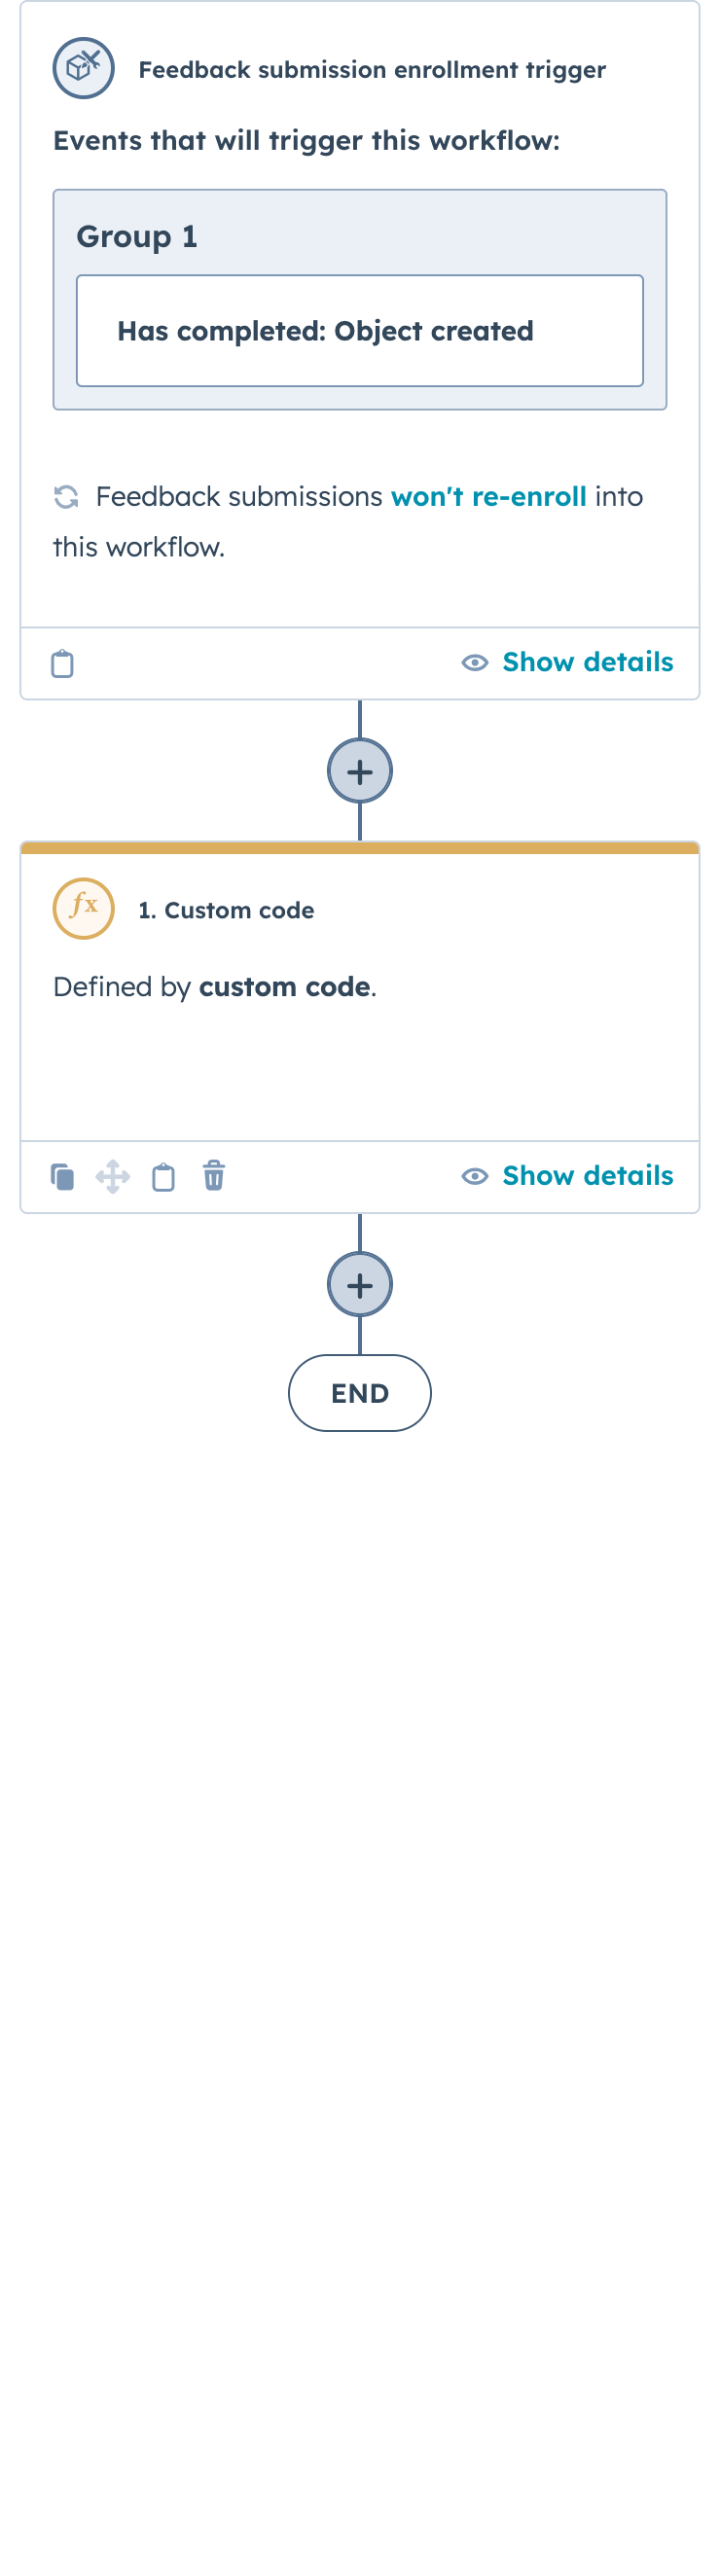 Feedback submission enrollment trigger
Events that will trigger this workflow:
Group 1
Has completed: Object created
Feedback submissions won't re-enroll into
this workflow.
Show details
fx 1. Custom code
Defined by custom code.
Show details
END